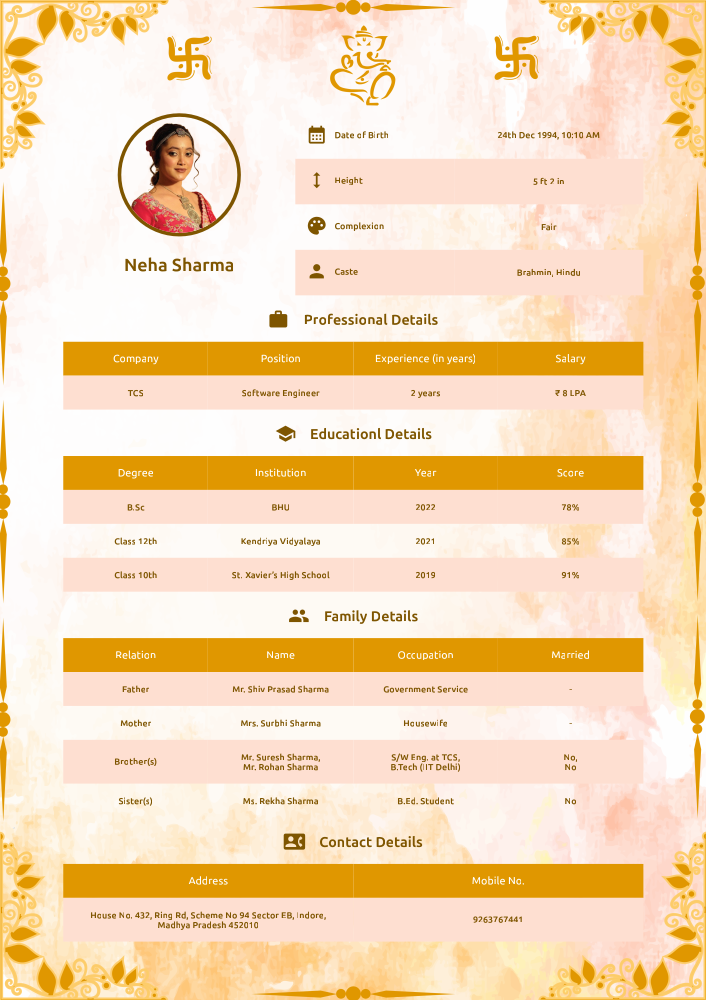 Neha Sharma
Date of Birth 24th Dec 1994, 10:10 AM
Height 5 ft 2 in
Complexion Fair
Caste Brahmin, Hindu
Professional Details
Company Position Experience (in years) Salary
TCS Software Engineer 2 years ₹ 8 LPA
Educationl Details
Degree Institution Year Score
B.Sc BHU 2022 78%
Class 12th Kendriya Vidyalaya 2021 85%
Class 10th St. Xavier's High School 2019 91%
Family Details
Relation Name Occupation Married
Father Mr. Shiv Prasad Sharma Government Service -
Mother Mrs. Surbhi Sharma Housewife -
Brother(s) Mr. Suresh Sharma, S/W Eng. at TCS, No,
Mr. Rohan Sharma B.Tech (IIT Delhi) No
Sister(s) Ms. Rekha Sharma B.Ed. Student No
Contact Details
Address Mobile No.
House No. 432, Ring Rd, Scheme No 94 Sector EB, Indore,
Madhya Pradesh 452010
9263767441